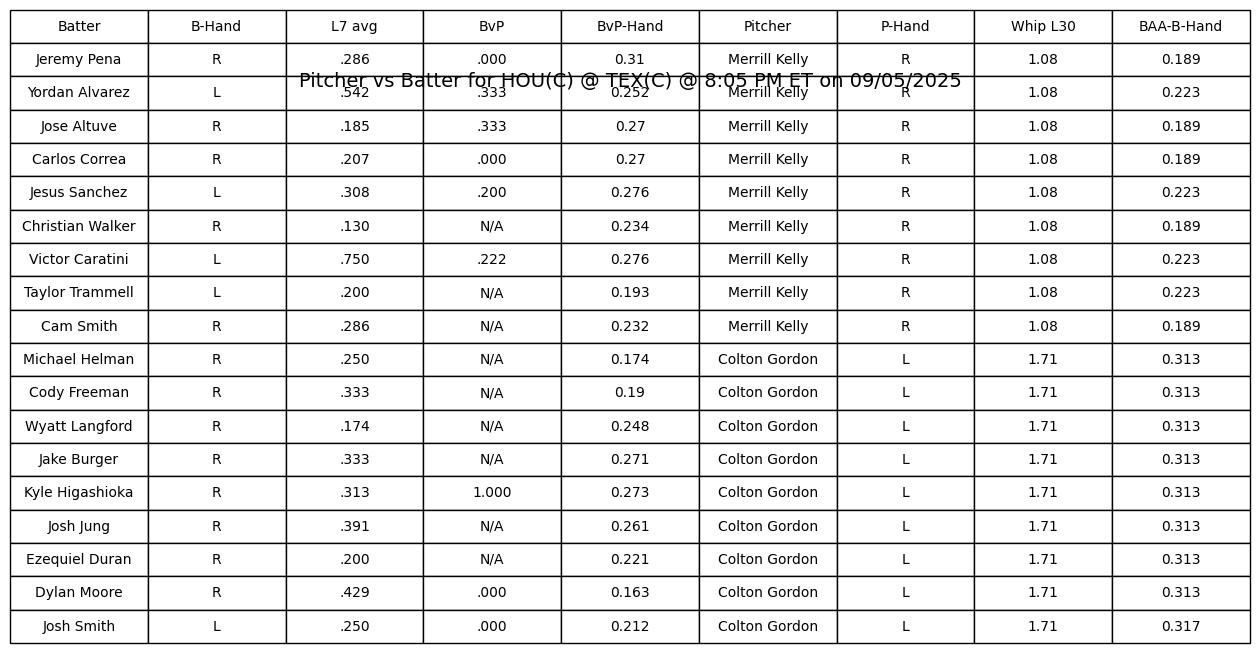 Batter B-Hand L7 avg BvP BvP-Hand Pitcher P-Hand Whip L30 BAA-B-Hand
Jeremy Pena R .286 .000 0.31 Merrill Kelly R 1.08 0.189
Pitcher vs Batter for HOU(C) @ TEX(C) @ 8:05 PM ET on 09/05/2025
Yordan Alvarez L .542 .333 0.252 Merrill Kelly R 1.08 0.223
Jose Altuve R .185 .333 0.27 Merrill Kelly R 1.08 0.189
Carlos Correa R .207 .000 0.27 Merrill Kelly R 1.08 0.189
Jesus Sanchez L .308 .200 0.276 Merrill Kelly R 1.08 0.223
Christian Walker R .130 N/A 0.234 Merrill Kelly R 1.08 0.189
Victor Caratini L .750 .222 0.276 Merrill Kelly R 1.08 0.223
Taylor Trammell L .200 N/A 0.193 Merrill Kelly R 1.08 0.223
Cam Smith R .286 N/A 0.232 Merrill Kelly R 1.08 0.189
Michael Helman R .250 N/A 0.174 Colton Gordon L 1.71 0.313
Cody Freeman R .333 N/A 0.19 Colton Gordon L 1.71 0.313
Wyatt Langford R .174 N/A 0.248 Colton Gordon L 1.71 0.313
Jake Burger R .333 N/A 0.271 Colton Gordon L 1.71 0.313
Kyle Higashioka R .313 1.000 0.273 Colton Gordon L 1.71 0.313
Josh Jung R .391 N/A 0.261 Colton Gordon L 1.71 0.313
Ezequiel Duran R .200 N/A 0.221 Colton Gordon L 1.71 0.313
Dylan Moore R .429 .000 0.163 Colton Gordon L 1.71 0.313
Josh Smith L .250 .000 0.212 Colton Gordon L 1.71 0.317